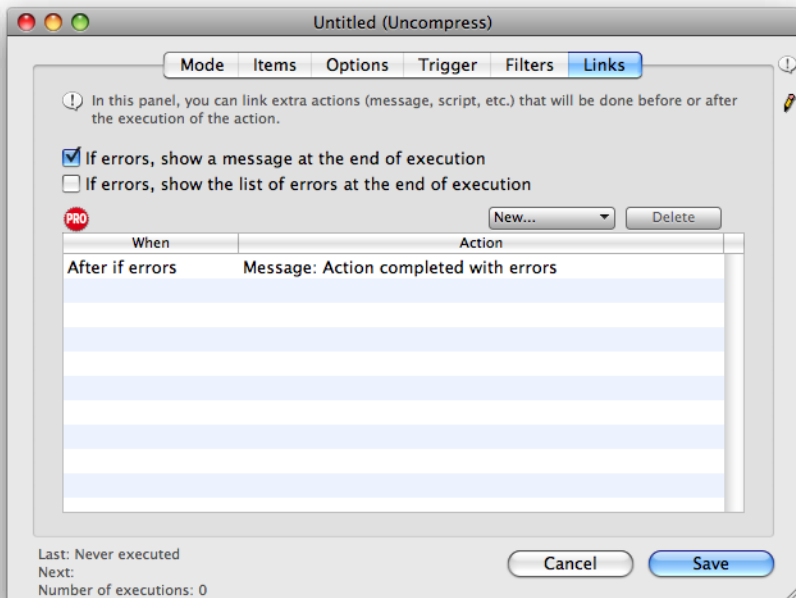 Untitled (Uncompress)
Mode Items Options Trigger Filters Links
In this panel, you can link extra actions (message, script, etc.) that will be done before or after
the execution of the action.
If errors, show a message at the end of execution
If errors, show the list of errors at the end of execution
PRO New... Delete
When Action
After if errors Message: Action completed with errors
Last: Never executed
Next:
Number of executions: 0
Cancel Save